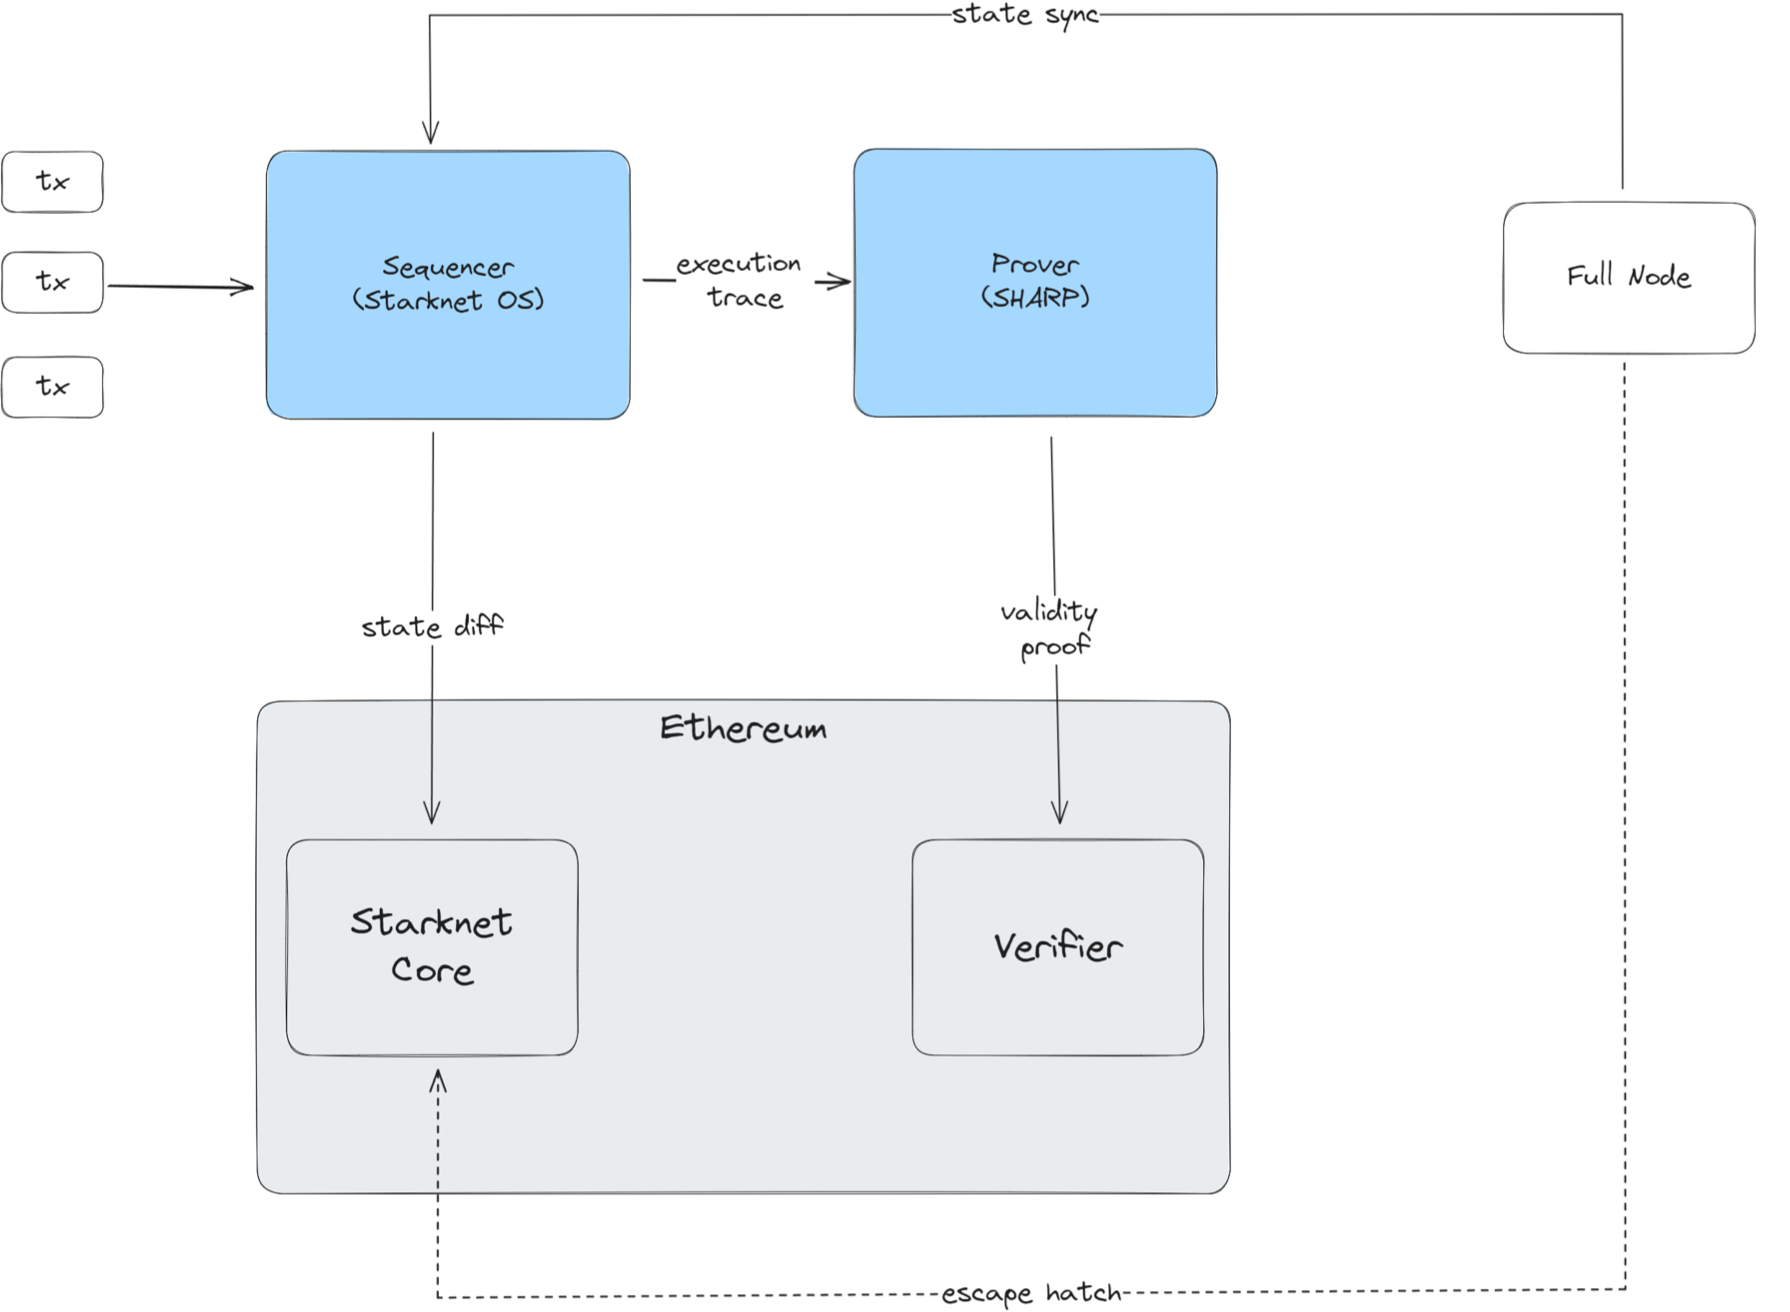 state sync
tx
tx
tx
Sequencer
(Starknet OS)
execution
trace
Prover
(SHARP)
Full Node
state diff
validity
proof
Ethereum
Starknet
Core
Verifier
escape hatch